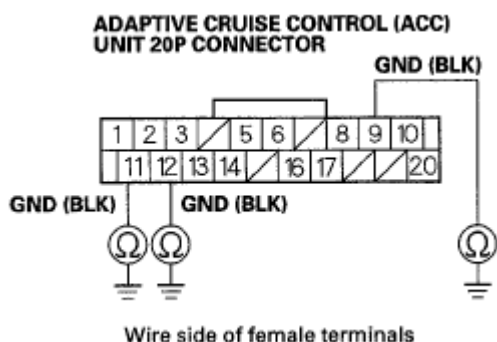 ADAPTIVE CRUISE CONTROL (ACC)
UNIT 20P CONNECTOR
GND (BLK)
1 2 3 5 6 8 9 10
11 12 13 14 16 17 20
GND (BLK) GND (BLK)
Ω Ω Ω
Wire side of female terminals